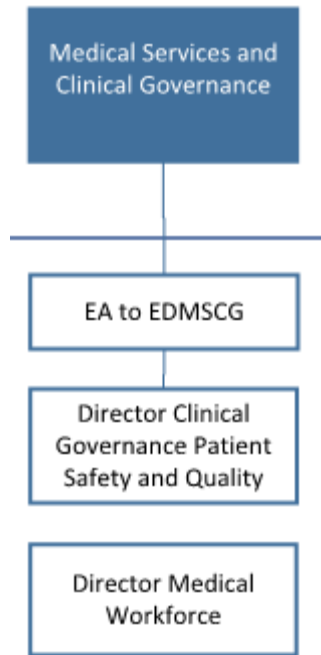 Medical Services and
Clinical Governance
EA to EDMSCG
Director Clinical
Governance Patient
Safety and Quality
Director Medical
Workforce